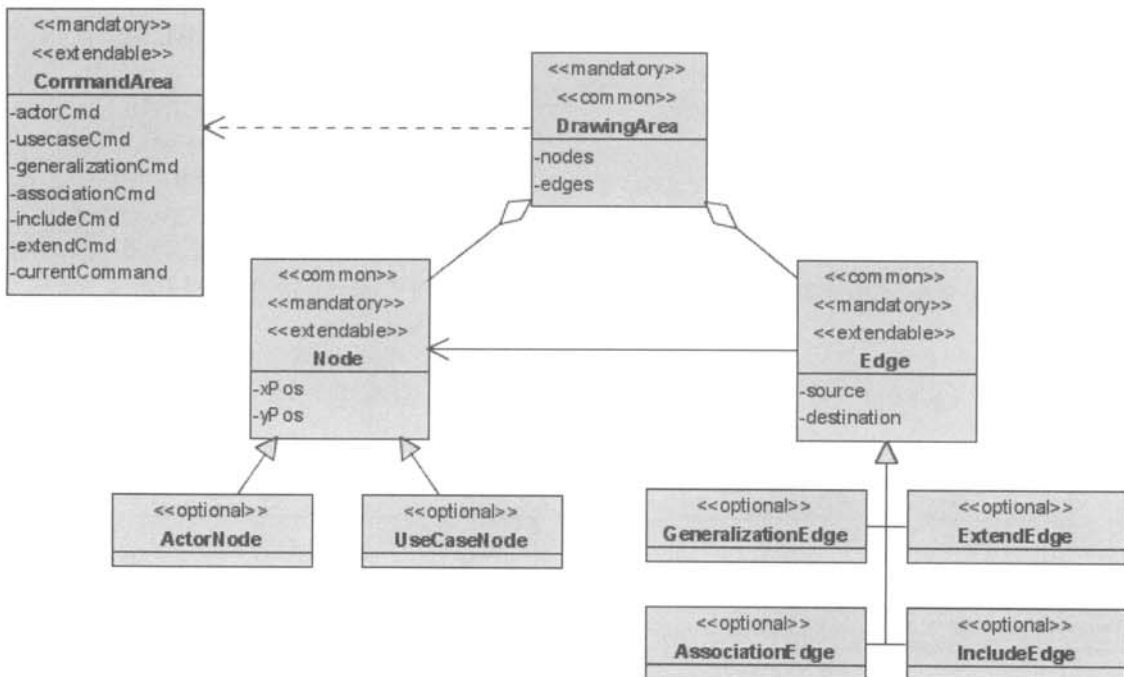 <<mandatory>>
<<extendable>>
CommandArea
-actorCmd
-usecaseCmd
-generalizationCmd
-associationCmd
-includeCmd
-extendCmd
-currentCommand
<<mandatory>>
<<common>>
DrawingArea
-nodes
-edges
<<common>>
<<mandatory>>
<<extendable>>
Node
-xPos
-yPos
<<common>>
<<mandatory>>
<<extendable>>
Edge
-source
-destination
<<optional>>
ActorNode
<<optional>>
UseCaseNode
<<optional>>
GeneralizationEdge
<<optional>>
ExtendEdge
<<optional>>
AssociationEdge
<<optional>>
IncludeEdge